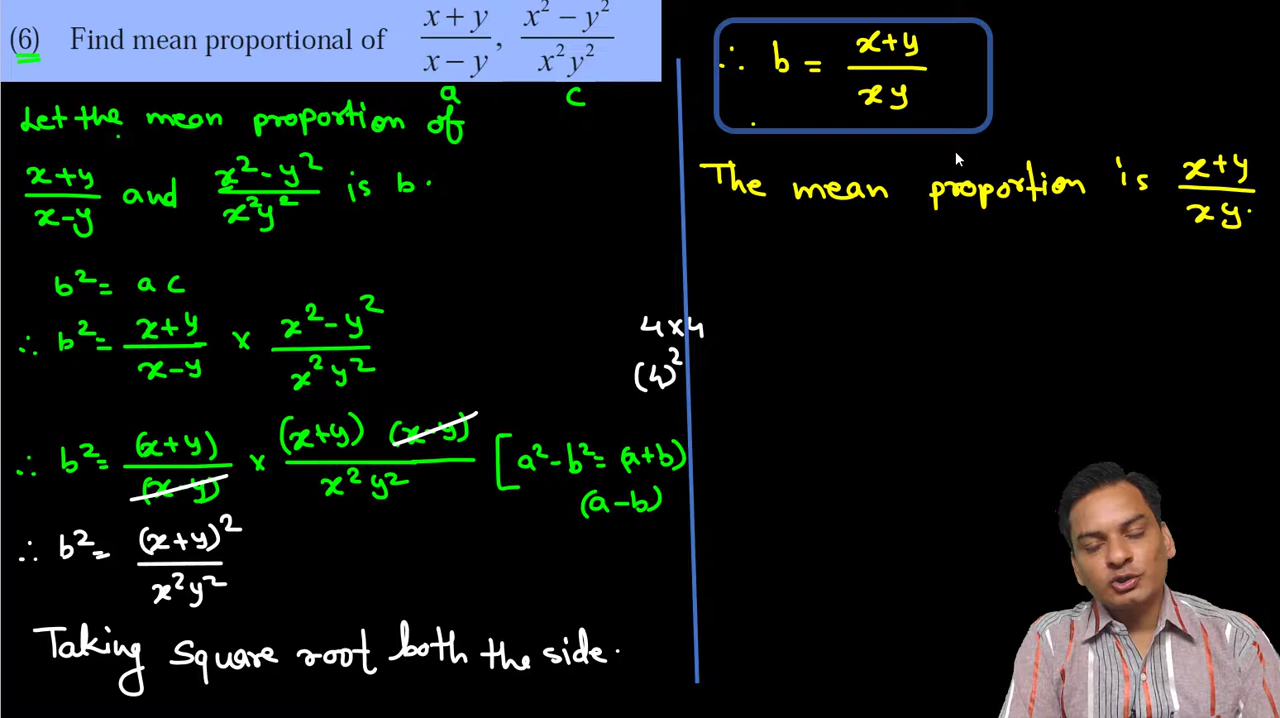 (6) Find mean proportional of (x + y)/(x − y), (x² − y²)/(x²y²)
a c
Let the mean proportion of
(x+y)/(x-y) and (x²-y²)/(x²y²) is b.
b² = ac
∴ b² = (x+y)/(x-y) × (x²-y²)/(x²y²)
∴ b² = (x+y)/(x-y) × (x+y) (x-y)/(x²y²) [a²-b² = (a+b)
(a-b)
∴ b² = (x+y)²/(x²y²)
Taking square root both the side.
4×4
(4)²
∴ b = (x+y)/(xy)
The mean proportion is (x+y)/(xy).